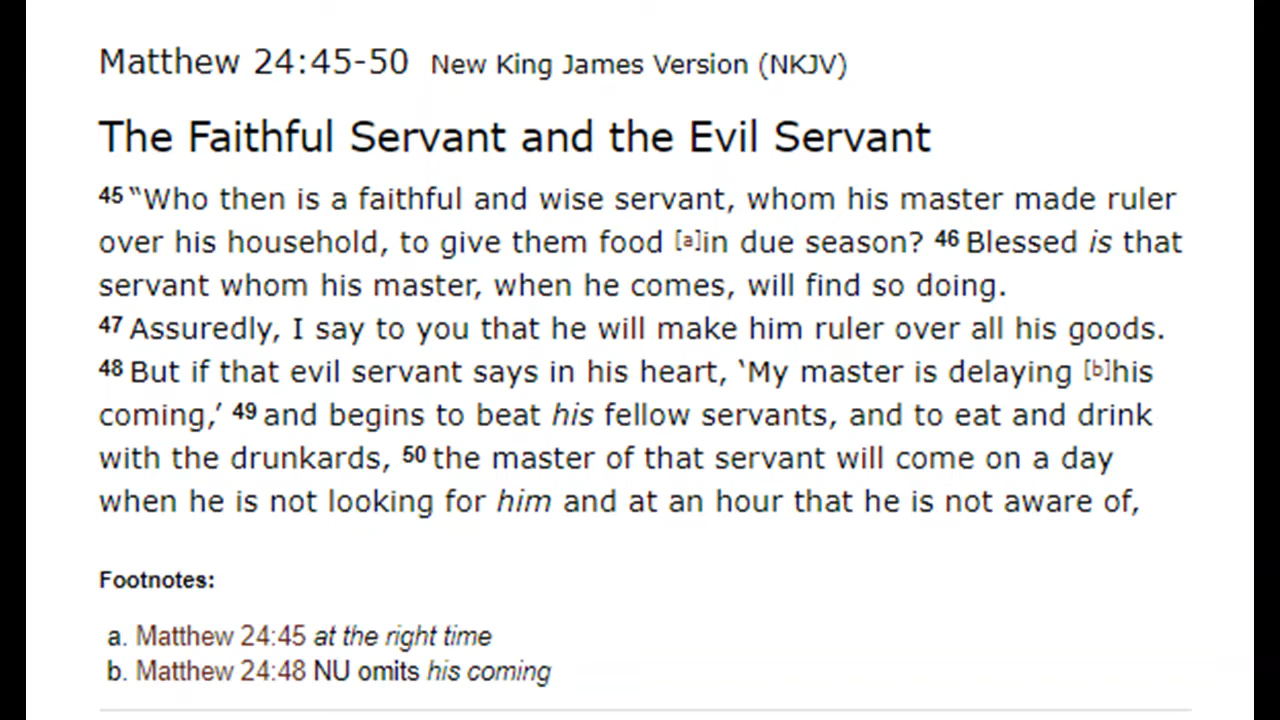 Matthew 24:45-50 New King James Version (NKJV)
The Faithful Servant and the Evil Servant
45 “Who then is a faithful and wise servant, whom his master made ruler
over his household, to give them food [a]in due season? 46 Blessed is that
servant whom his master, when he comes, will find so doing.
47 Assuredly, I say to you that he will make him ruler over all his goods.
48 But if that evil servant says in his heart, ‘My master is delaying [b]his
coming,’ 49 and begins to beat his fellow servants, and to eat and drink
with the drunkards, 50 the master of that servant will come on a day
when he is not looking for him and at an hour that he is not aware of,
Footnotes:
a. Matthew 24:45 at the right time
b. Matthew 24:48 NU omits his coming